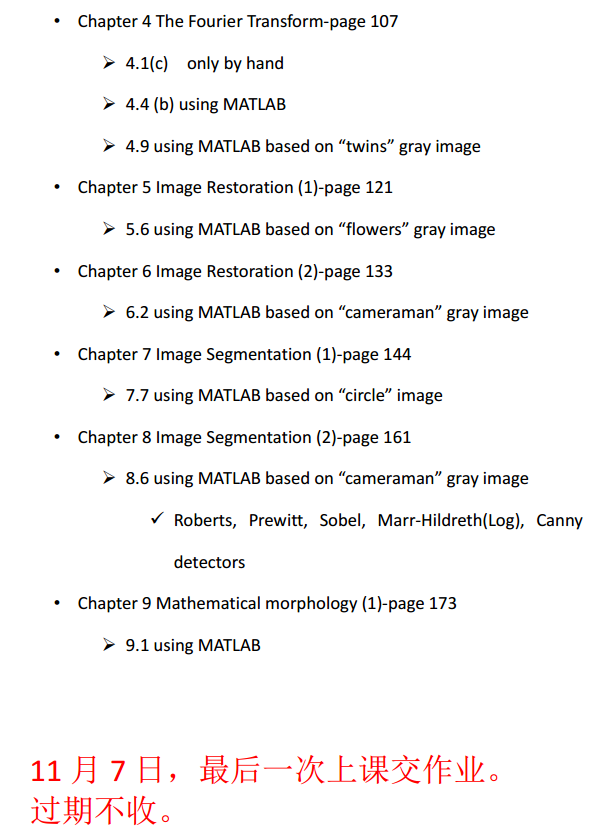 • Chapter 4 The Fourier Transform-page 107
➢ 4.1(c) only by hand
➢ 4.4 (b) using MATLAB
➢ 4.9 using MATLAB based on “twins” gray image
• Chapter 5 Image Restoration (1)-page 121
➢ 5.6 using MATLAB based on “flowers” gray image
• Chapter 6 Image Restoration (2)-page 133
➢ 6.2 using MATLAB based on “cameraman” gray image
• Chapter 7 Image Segmentation (1)-page 144
➢ 7.7 using MATLAB based on “circle” image
• Chapter 8 Image Segmentation (2)-page 161
➢ 8.6 using MATLAB based on “cameraman” gray image
✓ Roberts, Prewitt, Sobel, Marr-Hildreth(Log), Canny
detectors
• Chapter 9 Mathematical morphology (1)-page 173
➢ 9.1 using MATLAB
11 月 7 日，最后一次上课交作业。
过期不收。